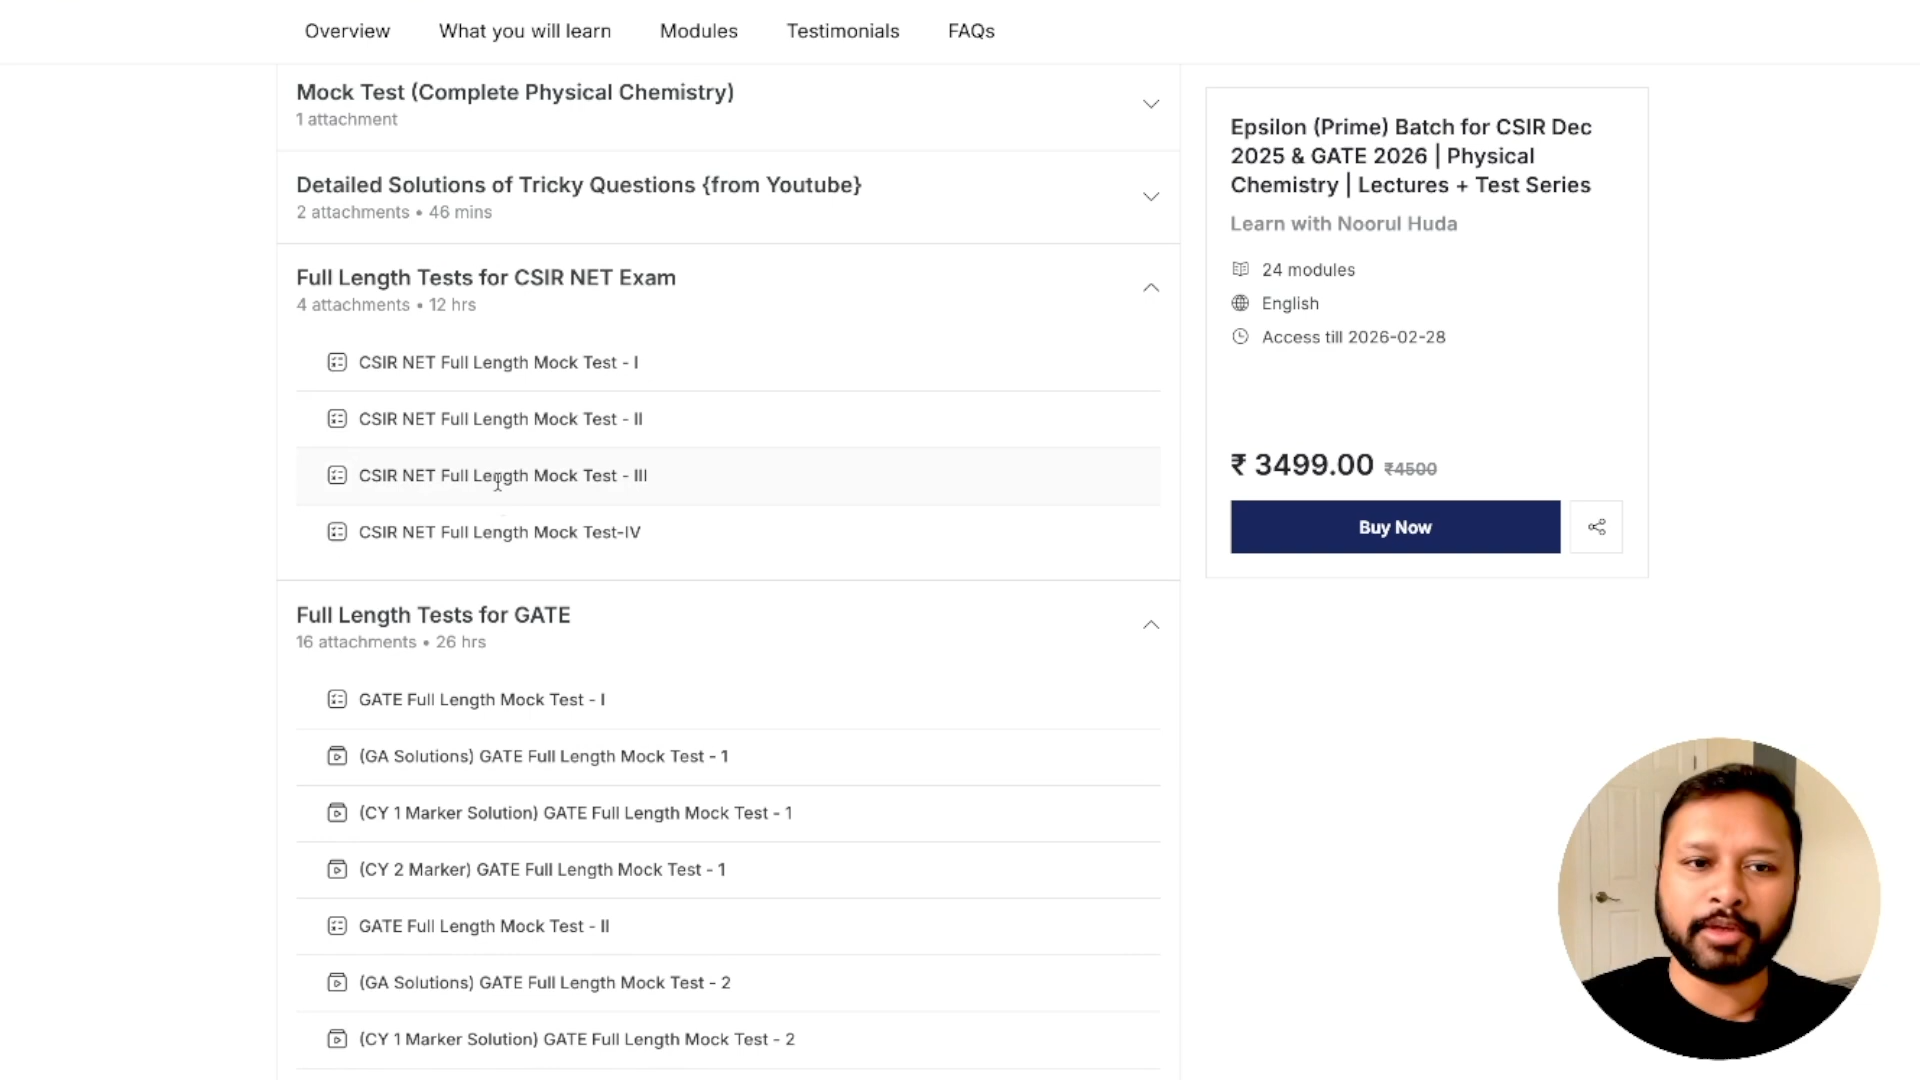 Overview What you will learn Modules Testimonials FAQs
Mock Test (Complete Physical Chemistry)
1 attachment
Detailed Solutions of Tricky Questions {from Youtube}
2 attachments • 46 mins
Full Length Tests for CSIR NET Exam
4 attachments • 12 hrs
CSIR NET Full Length Mock Test - I
CSIR NET Full Length Mock Test - II
CSIR NET Full Length Mock Test - III
CSIR NET Full Length Mock Test-IV
Full Length Tests for GATE
16 attachments • 26 hrs
GATE Full Length Mock Test - I
(GA Solutions) GATE Full Length Mock Test - 1
(CY 1 Marker Solution) GATE Full Length Mock Test - 1
(CY 2 Marker) GATE Full Length Mock Test - 1
GATE Full Length Mock Test - II
(GA Solutions) GATE Full Length Mock Test - 2
(CY 1 Marker Solution) GATE Full Length Mock Test - 2
Epsilon (Prime) Batch for CSIR Dec
2025 & GATE 2026 | Physical
Chemistry | Lectures + Test Series
Learn with Noorul Huda
24 modules
English
Access till 2026-02-28
₹ 3499.00 ₹4500
Buy Now